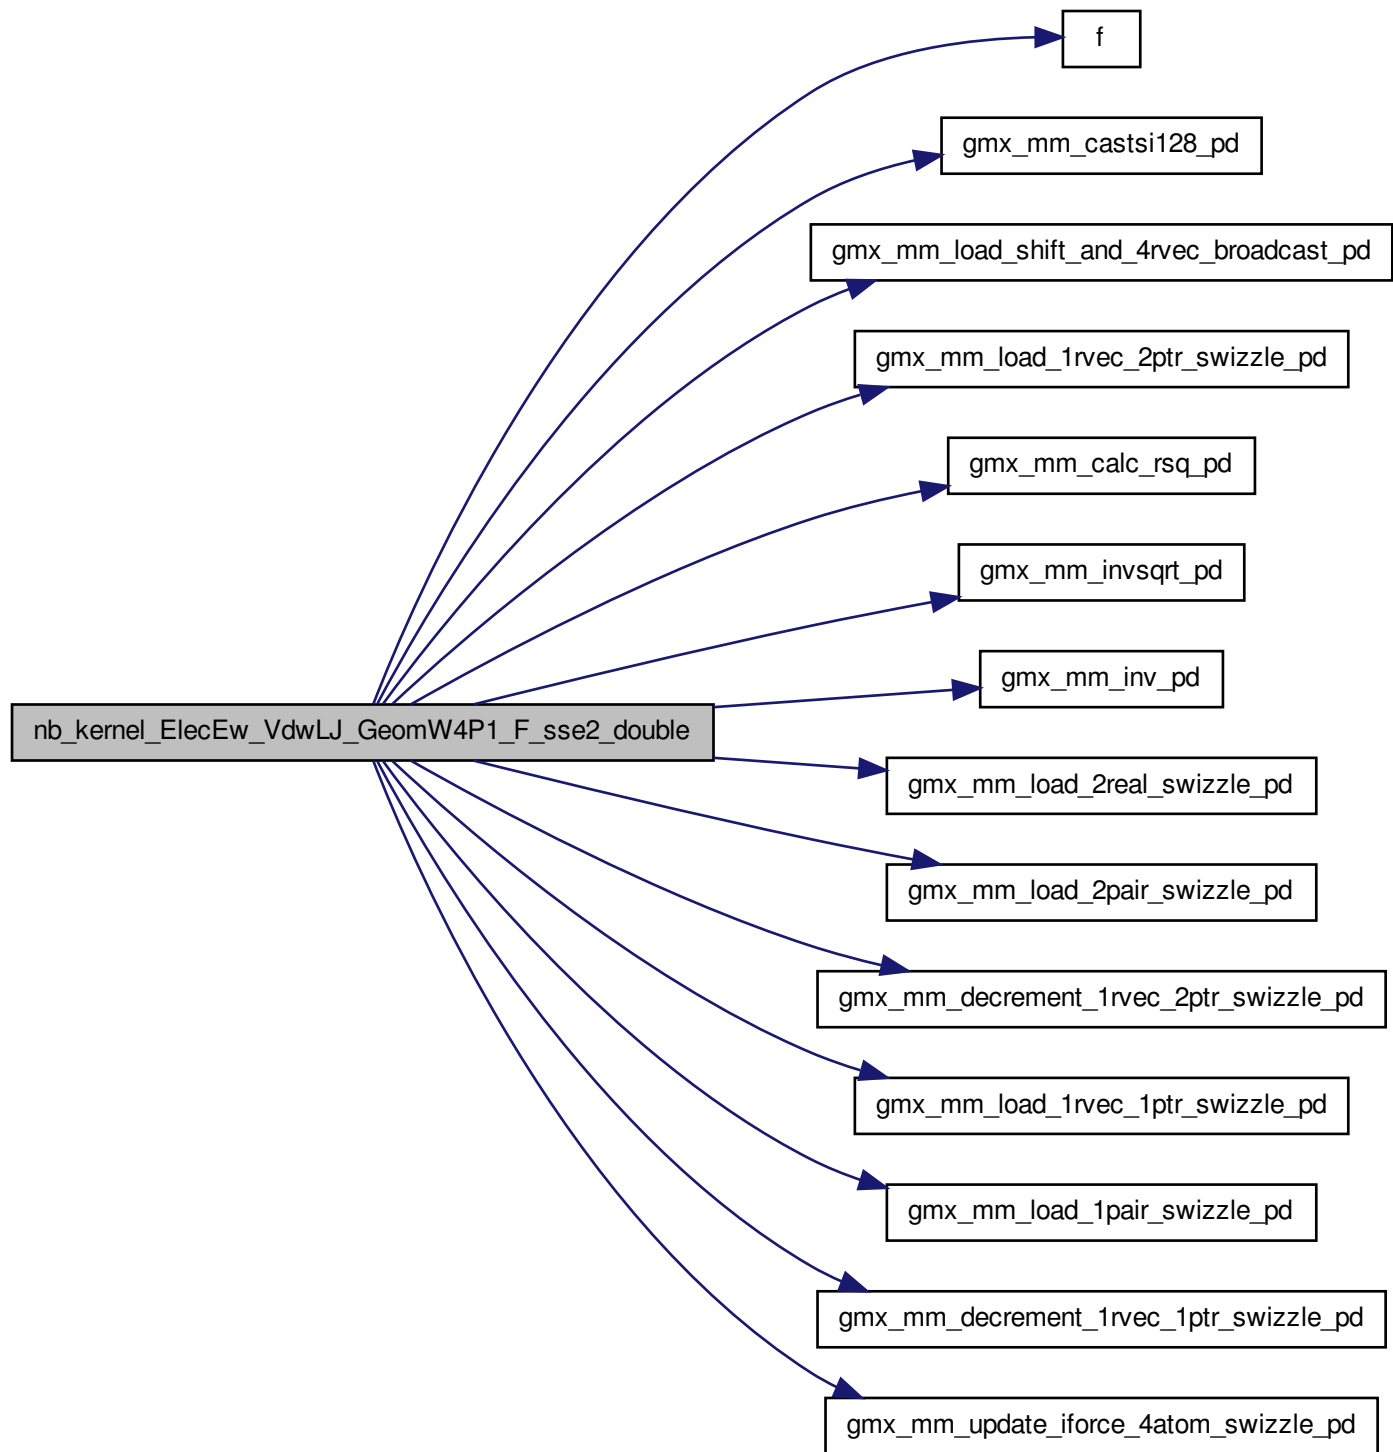 f
gmx_mm_castsi128_pd
gmx_mm_load_shift_and_4rvec_broadcast_pd
gmx_mm_load_1rvec_2ptr_swizzle_pd
gmx_mm_calc_rsq_pd
gmx_mm_invsqrt_pd
gmx_mm_inv_pd
nb_kernel_ElecEw_VdwLJ_GeomW4P1_F_sse2_double
gmx_mm_load_2real_swizzle_pd
gmx_mm_load_2pair_swizzle_pd
gmx_mm_decrement_1rvec_2ptr_swizzle_pd
gmx_mm_load_1rvec_1ptr_swizzle_pd
gmx_mm_load_1pair_swizzle_pd
gmx_mm_decrement_1rvec_1ptr_swizzle_pd
gmx_mm_update_iforce_4atom_swizzle_pd